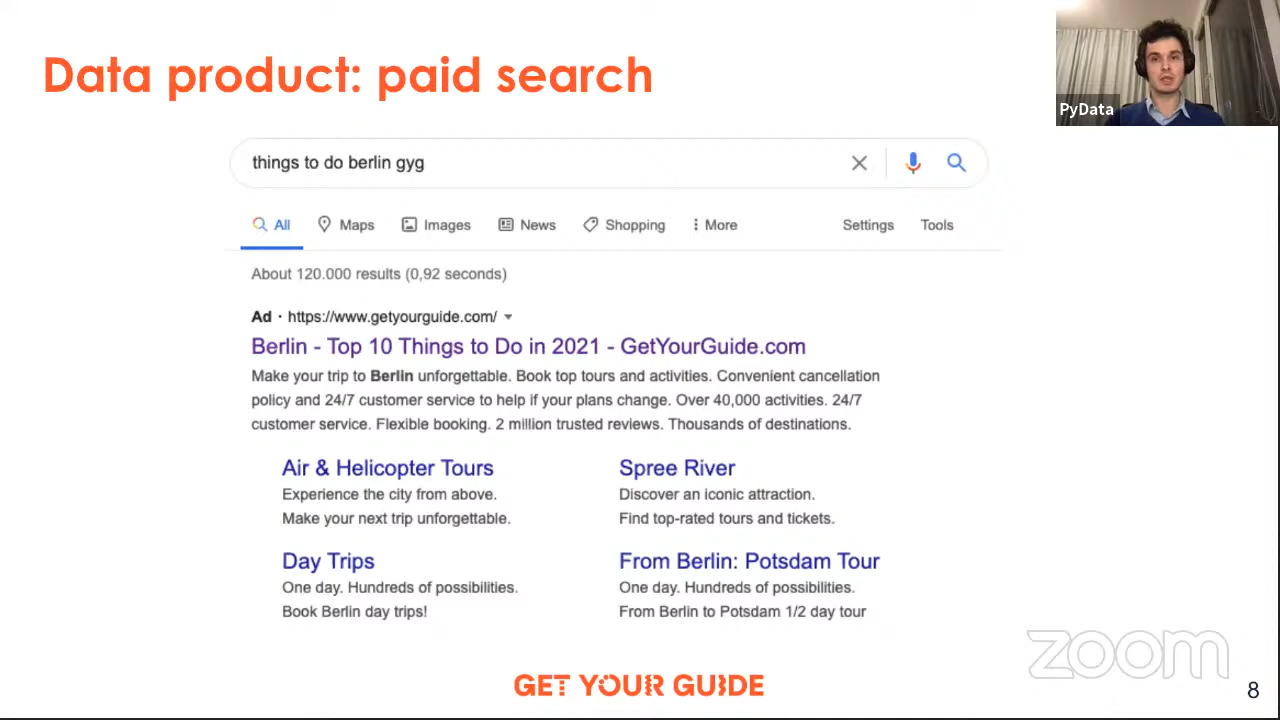 Data product: paid search
PyData
things to do berlin gyg
All Maps Images News Shopping More Settings Tools
About 120.000 results (0,92 seconds)
Ad · https://www.getyourguide.com/
Berlin - Top 10 Things to Do in 2021 - GetYourGuide.com
Make your trip to Berlin unforgettable. Book top tours and activities. Convenient cancellation
policy and 24/7 customer service to help if your plans change. Over 40,000 activities. 24/7
customer service. Flexible booking. 2 million trusted reviews. Thousands of destinations.
Air & Helicopter Tours
Experience the city from above.
Make your next trip unforgettable.
Spree River
Discover an iconic attraction.
Find top-rated tours and tickets.
Day Trips
One day. Hundreds of possibilities.
Book Berlin day trips!
From Berlin: Potsdam Tour
One day. Hundreds of possibilities.
From Berlin to Potsdam 1/2 day tour
zoom
GET YOUR GUIDE
8